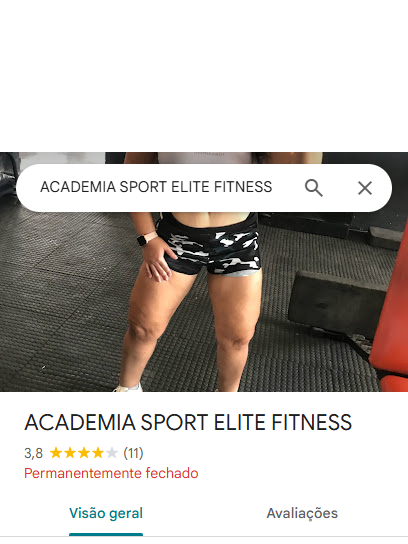 ACADEMIA SPORT ELITE FITNESS
ACADEMIA SPORT ELITE FITNESS
3,8 (11)
Permanentemente fechado
Visão geral Avaliações